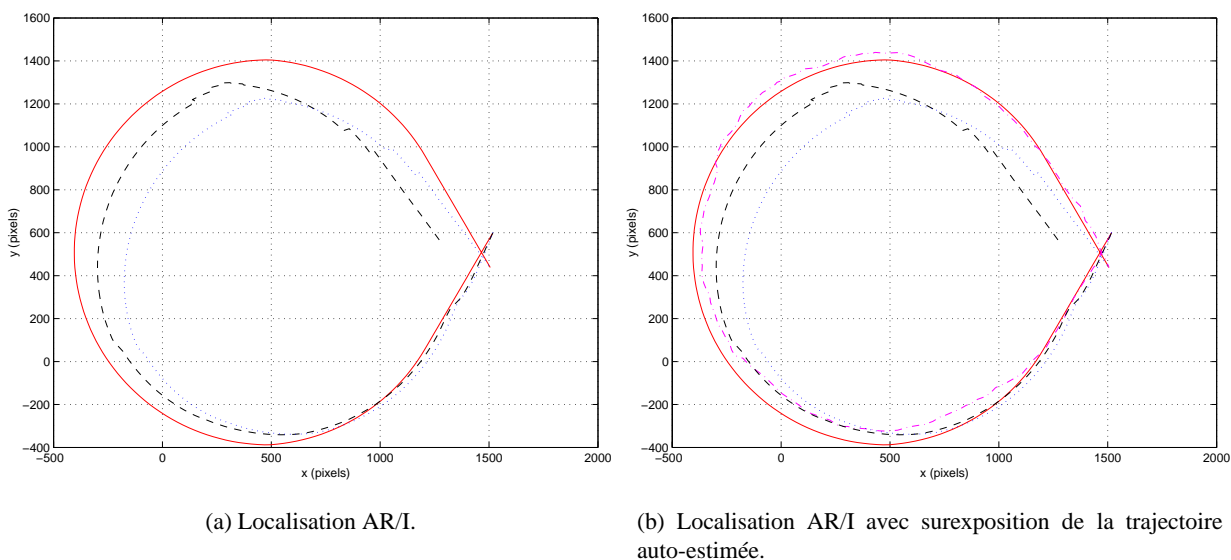 1600
1400
1200
1000
800
600
400
200
0
−200
−400
−500 0 500 1000 1500 2000
x (pixels)
y (pixels)
(a) Localisation AR/I.
1600
1400
1200
1000
800
600
400
200
0
−200
−400
−500 0 500 1000 1500 2000
x (pixels)
y (pixels)
(b) Localisation AR/I avec surexposition de la trajectoire
auto-estimée.